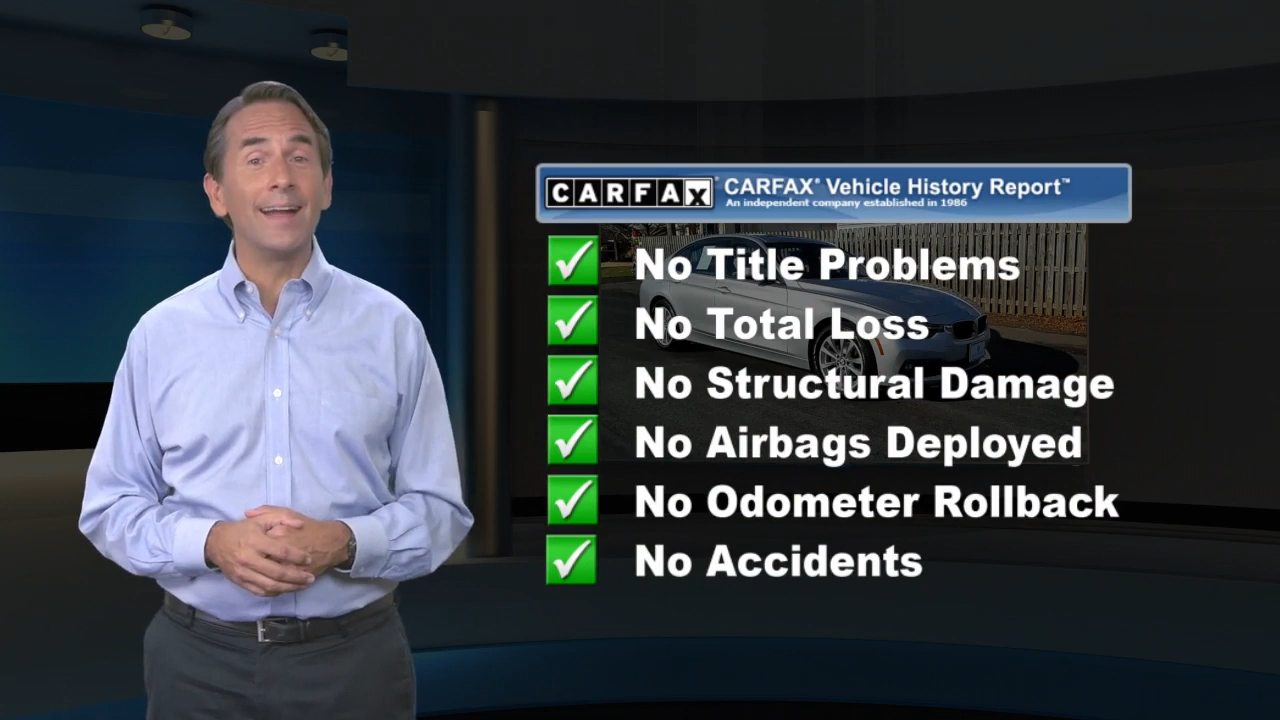 CARFAX
CARFAX® Vehicle History Report™
An independent company established in 1986
No Title Problems
No Total Loss
No Structural Damage
No Airbags Deployed
No Odometer Rollback
No Accidents